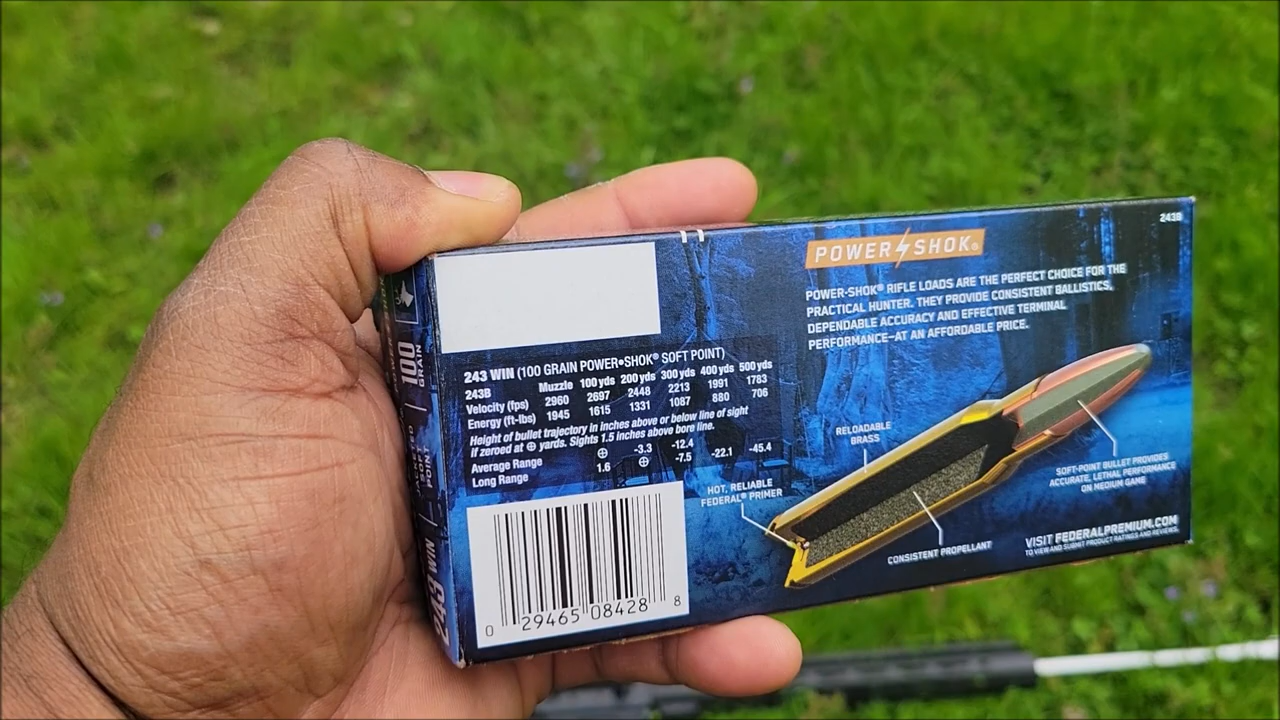 243B
POWER SHOK®
POWER-SHOK® RIFLE LOADS ARE THE PERFECT CHOICE FOR THE
PRACTICAL HUNTER. THEY PROVIDE CONSISTENT BALLISTICS,
DEPENDABLE ACCURACY AND EFFECTIVE TERMINAL
PERFORMANCE–AT AN AFFORDABLE PRICE.
100
GRAIN
POINT
243 WIN
243 WIN (100 GRAIN POWER•SHOK® SOFT POINT)
243B Muzzle 100 yds 200 yds 300 yds 400 yds 500 yds
Velocity (fps) 2960 2697 2448 2213 1991 1783
Energy (ft-lbs) 1945 1615 1331 1087 880 706
Height of bullet trajectory in inches above or below line of sight
if zeroed at ⊕ yards. Sights 1.5 inches above bore line.
Average Range ⊕ -3.3 -12.4
Long Range 1.6 ⊕ -7.5 -22.1 -45.4
RELOADABLE
BRASS
HOT, RELIABLE
FEDERAL® PRIMER
SOFT-POINT BULLET PROVIDES
ACCURATE, LETHAL PERFORMANCE
ON MEDIUM GAME
CONSISTENT PROPELLANT
VISIT FEDERALPREMIUM.COM
TO VIEW AND SUBMIT PRODUCT RATINGS AND REVIEWS.
0 29465 08428 8